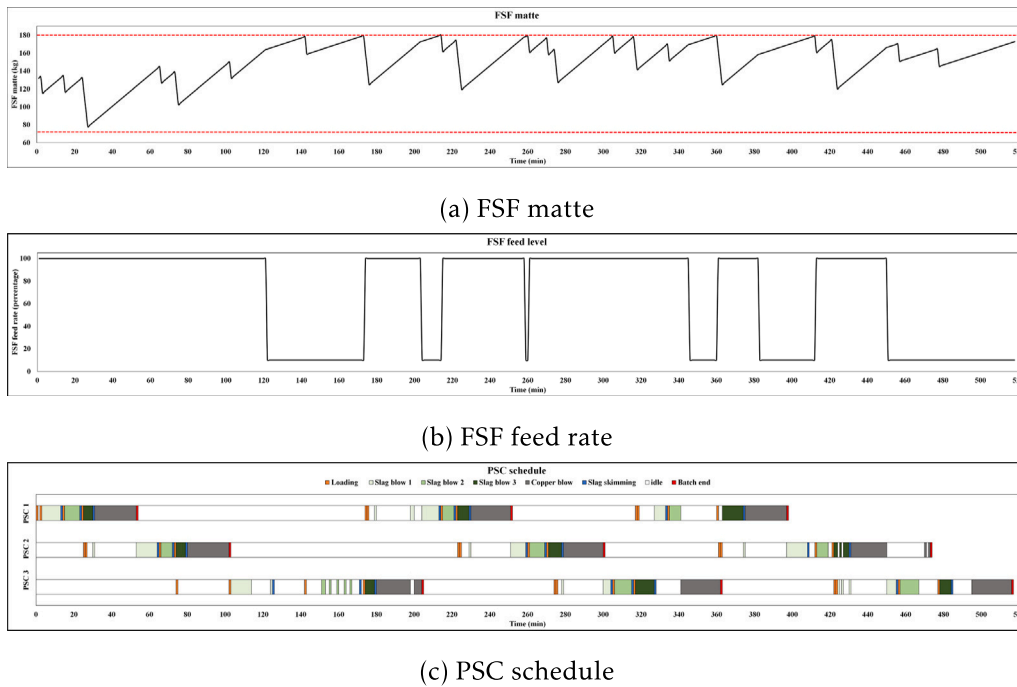 FSF matte
FSF matte (kg)
180
160
140
120
100
80
60
0 20 40 60 80 100 120 140 160 180 200 220 240 260 280 300 320 340 360 380 400 420 440 460 480 500
Time (min)
(a) FSF matte
FSF feed level
FSF feed rate (percentage)
100
80
60
40
20
0
0 20 40 60 80 100 120 140 160 180 200 220 240 260 280 300 320 340 360 380 400 420 440 460 480 500
Time (min)
(b) FSF feed rate
PSC schedule
Loading Slag blow 1 Slag blow 2 Slag blow 3 Copper blow Slag skimming idle Batch end
PSC 1
PSC 2
PSC 3
0 20 40 60 80 100 120 140 160 180 200 220 240 260 280 300 320 340 360 380 400 420 440 460 480 500
Time (min)
(c) PSC schedule